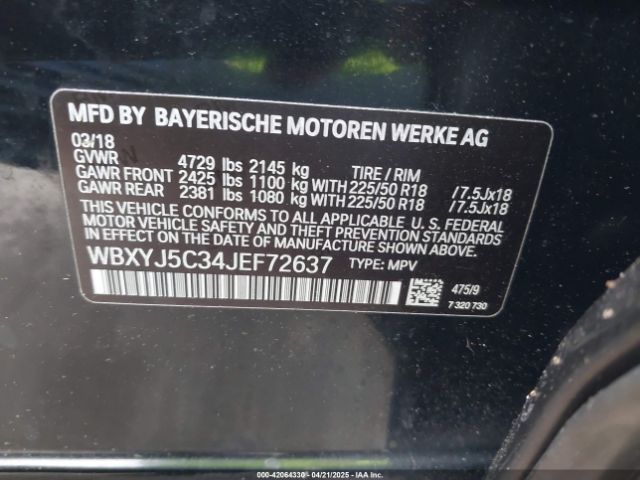 MFD BY BAYERISCHE MOTOREN WERKE AG
03/18
GVWR 4729 lbs 2145 kg TIRE / RIM
GAWR FRONT 2425 lbs 1100 kg WITH 225/50 R18 /7.5Jx18
GAWR REAR 2381 lbs 1080 kg WITH 225/50 R18 /7.5Jx18
THIS VEHICLE CONFORMS TO ALL APPLICABLE U. S. FEDERAL
MOTOR VEHICLE SAFETY AND THEFT PREVENTION
STANDARDS IN EFFECT ON THE DATE OF MANUFACTURE SHOWN ABOVE.
WBXYJ5C34JEF72637 TYPE: MPV
475/9
7 320 730
000-42064330 - 04/21/2025 - IAAI.COM